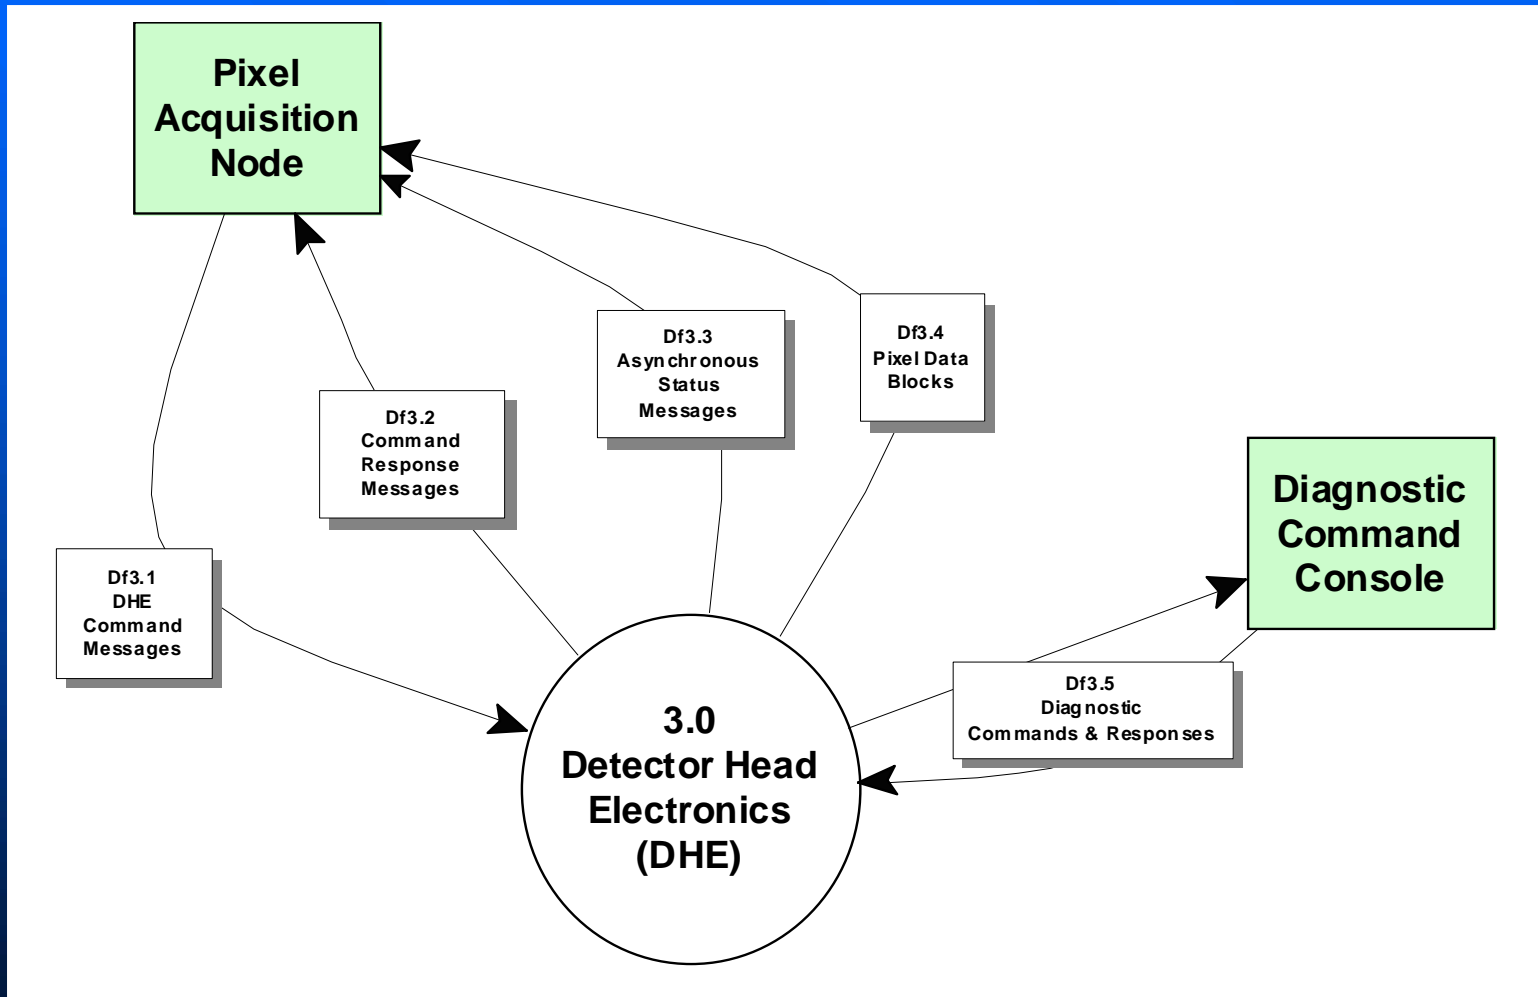 Pixel
Acquisition
Node
Df3.3
Asynchronous
Status
Messages
Df3.4
Pixel Data
Blocks
Df3.2
Command
Response
Messages
Diagnostic
Command
Console
Df3.1
DHE
Command
Messages
Df3.5
Diagnostic
Commands & Responses
3.0
Detector Head
Electronics
(DHE)